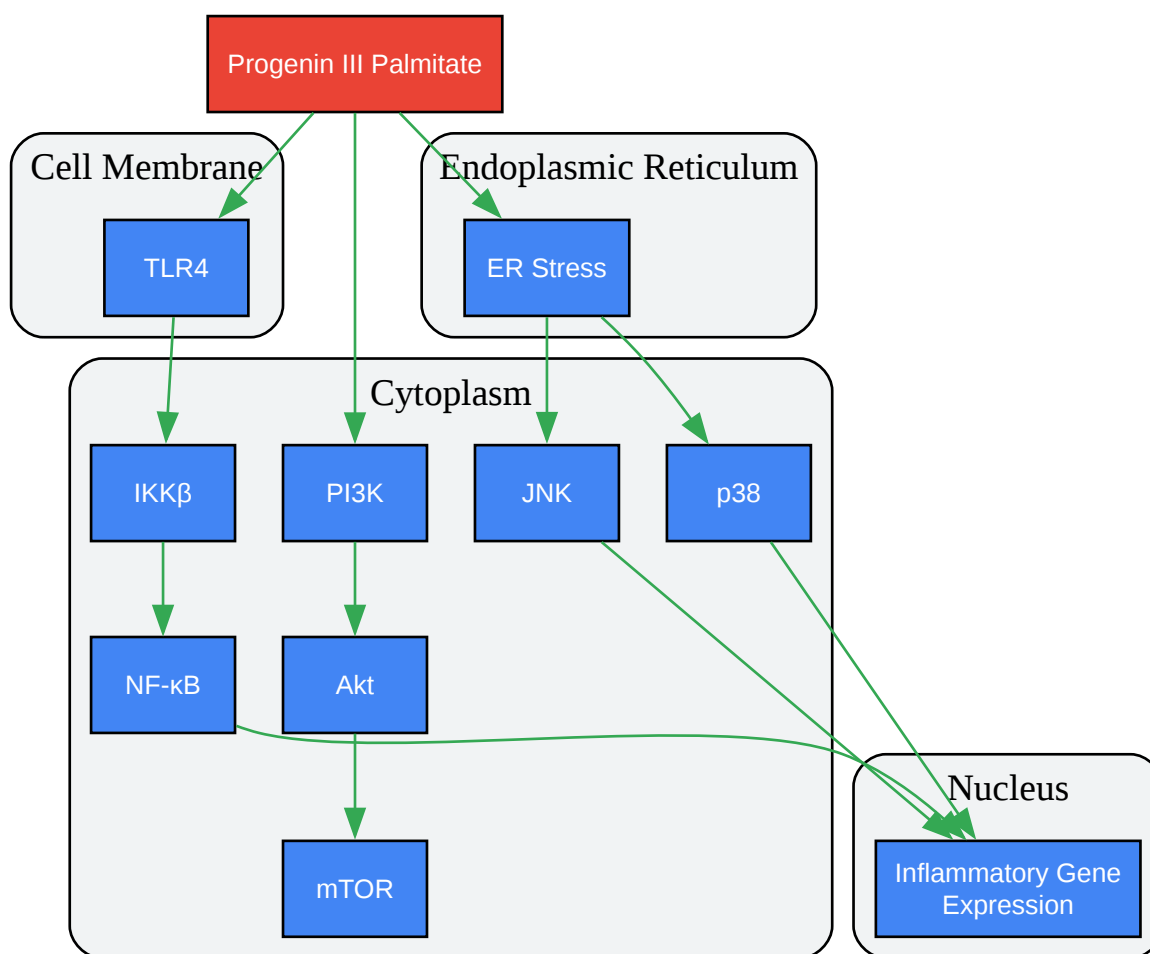 Progenin III Palmitate
Cell Membrane
Endoplasmic Reticulum
TLR4
ER Stress
Cytoplasm
IKKβ
PI3K
JNK
p38
NF-κB
Akt
Nucleus
mTOR
Inflammatory Gene
Expression